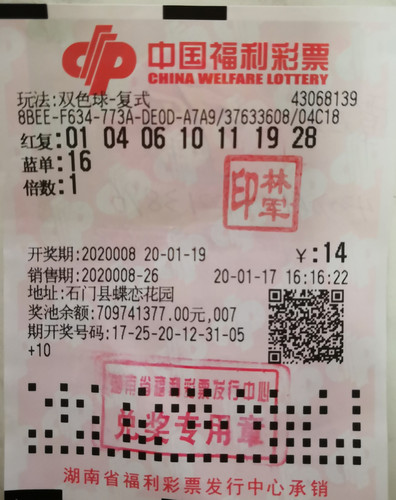 中国福利彩票
CHINA WELFARE LOTTERY
玩法:双色球-复式 43068139
8BEE-F634-773A-DE0D-A7A9/37633608/04C18
红复:01 04 06 10 11 19 28
蓝单:16
倍数:1
林军印
开奖期:2020008 20-01-19 ¥:14
销售期:2020008-26 20-01-17 16:16:22
地址:石门县蝶恋花园
奖池余额:709741377.00元,007
期开奖号码:17-25-20-12-31-05
+10
湖南省福利彩票发行中心
兑奖专用章
湖南省福利彩票发行中心承销